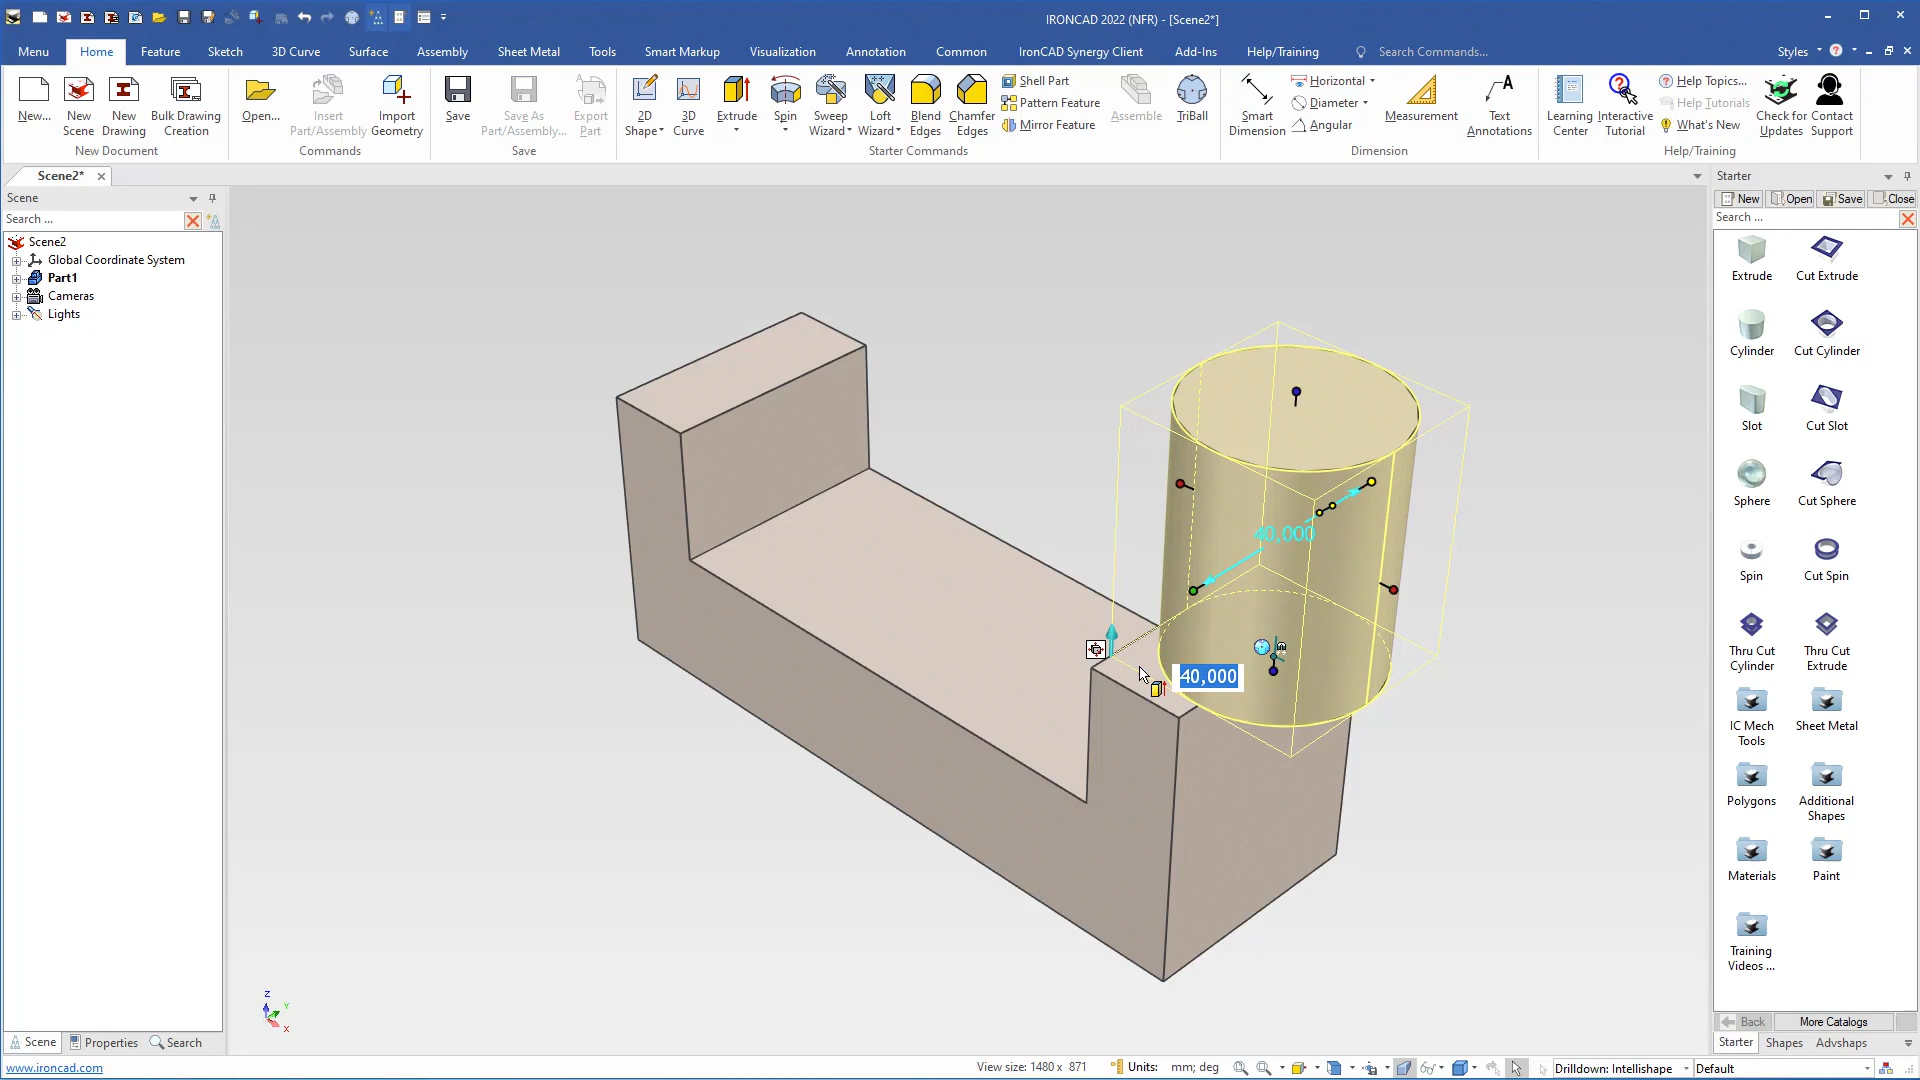 IRONCAD 2022 (NFR) - [Scene2*]
Menu Home Feature Sketch 3D Curve Surface Assembly Sheet Metal Tools Smart Markup Visualization Annotation Common IronCAD Synergy Client Add-Ins Help/Training Search Commands... Styles
New... New Scene New Drawing Bulk Drawing Creation
New Document
Open... Insert Part/Assembly Import Geometry
Commands
Save Save As Part/Assembly... Export Part
Save
2D Shape 3D Curve Extrude Spin Sweep Wizard Loft Wizard Blend Edges Chamfer Edges
Shell Part
Pattern Feature
Mirror Feature
Assemble TriBall
Starter Commands
Smart Dimension
Horizontal
Diameter
Angular
Measurement Text Annotations
Dimension
Learning Center Interactive Tutorial
Help Topics...
Help Tutorials
What's New
Check for Updates Contact Support
Help/Training
Scene2*
Scene
Search ...
Scene2
Global Coordinate System
Part1
Cameras
Lights
40,000
40,000
Z
Y
X
Starter
New Open Save Close
Search ...
Extrude Cut Extrude
Cylinder Cut Cylinder
Slot Cut Slot
Sphere Cut Sphere
Spin Cut Spin
Thru Cut Cylinder Thru Cut Extrude
IC Mech Tools Sheet Metal
Polygons Additional Shapes
Materials Paint
Training Videos ...
Back More Catalogs
Starter Shapes Advshaps
Scene Properties Search
www.ironcad.com
View size: 1480 x 871
Units: mm; deg
Drilldown: Intellishape
Default